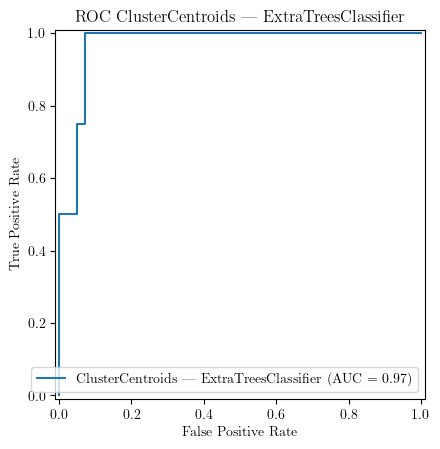 ROC ClusterCentroids — ExtraTreesClassifier
1.0
0.8
0.6
0.4
0.2
0.0
True Positive Rate
ClusterCentroids — ExtraTreesClassifier (AUC = 0.97)
0.0 0.2 0.4 0.6 0.8 1.0
False Positive Rate